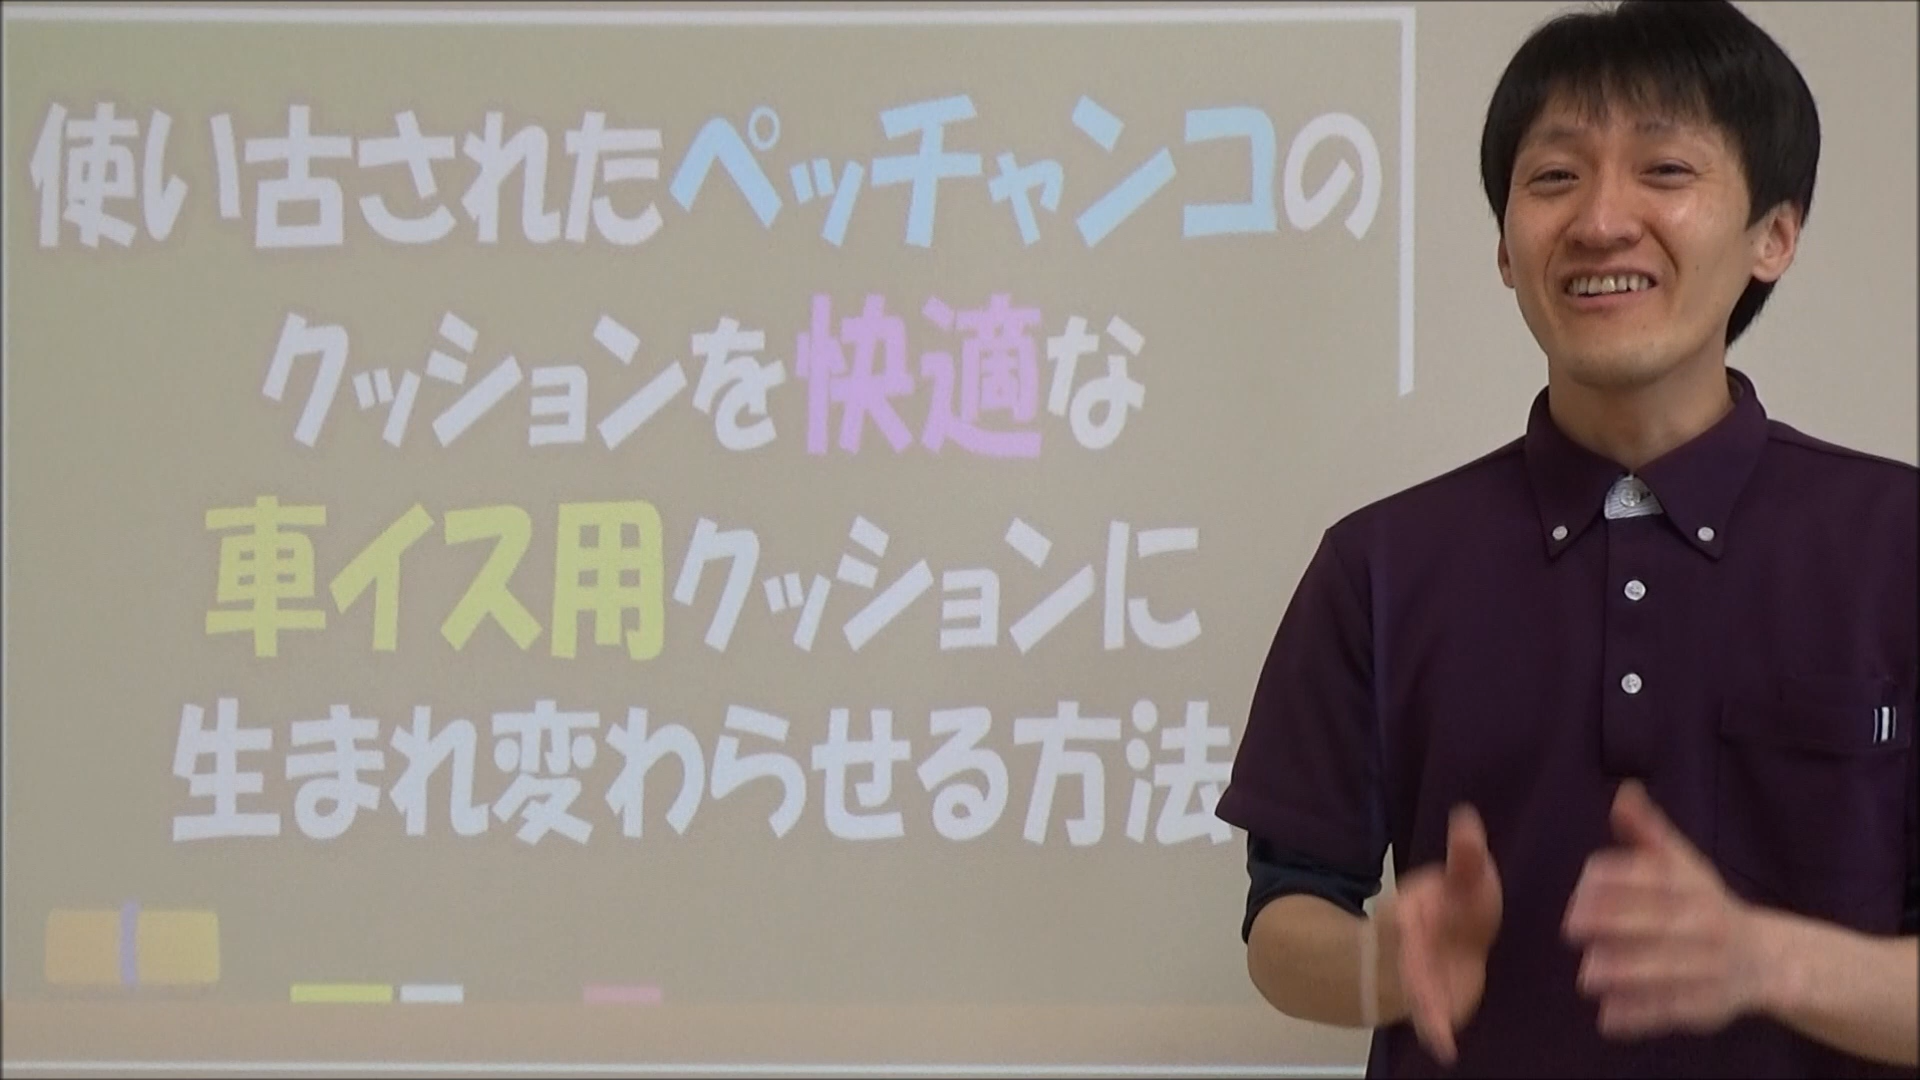 使い古されたペッチャンコの
クッションを快適な
車イス用クッションに
生まれ変わらせる方法